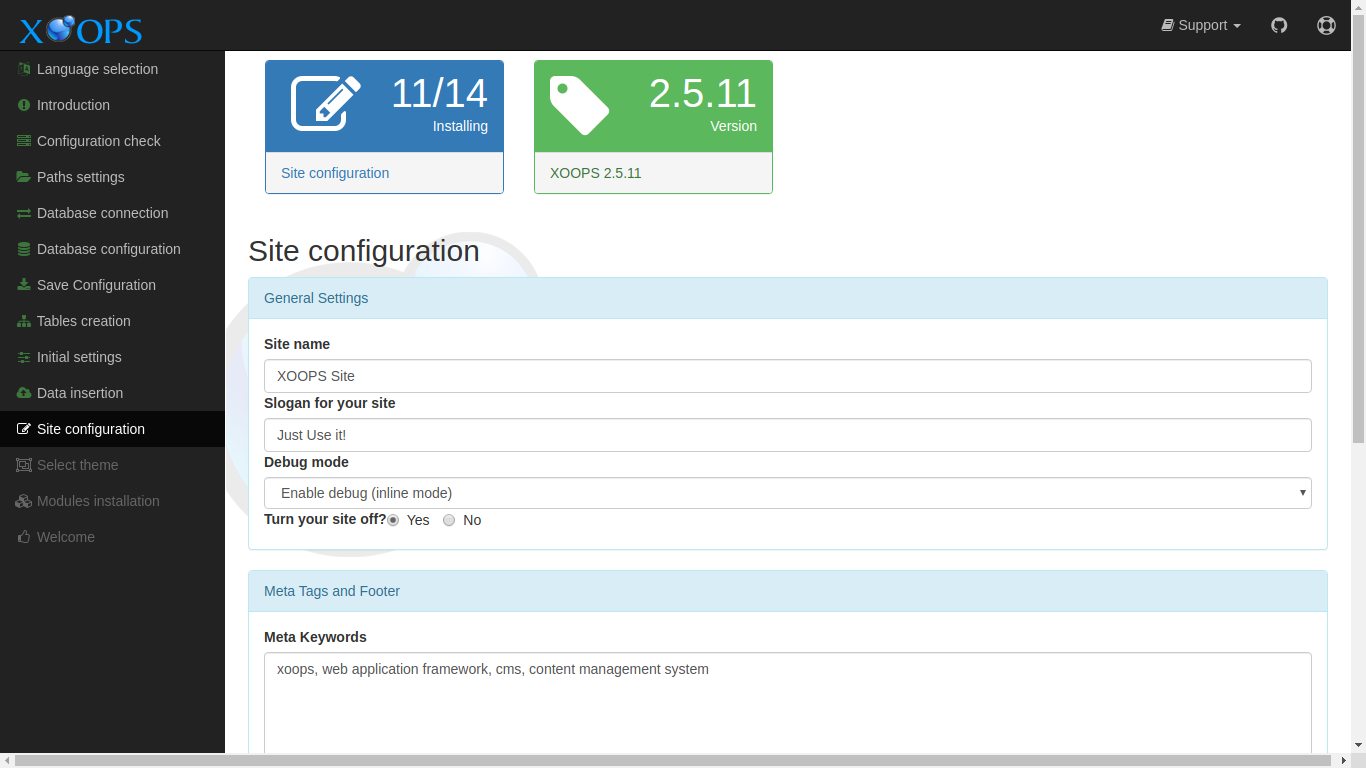 XOOPS
Support
Language selection
Introduction
Configuration check
Paths settings
Database connection
Database configuration
Save Configuration
Tables creation
Initial settings
Data insertion
Site configuration
Select theme
Modules installation
Welcome
11/14
Installing
Site configuration
2.5.11
Version
XOOPS 2.5.11
Site configuration
General Settings
Site name
XOOPS Site
Slogan for your site
Just Use it!
Debug mode
Enable debug (inline mode)
Turn your site off? Yes No
Meta Tags and Footer
Meta Keywords
xoops, web application framework, cms, content management system